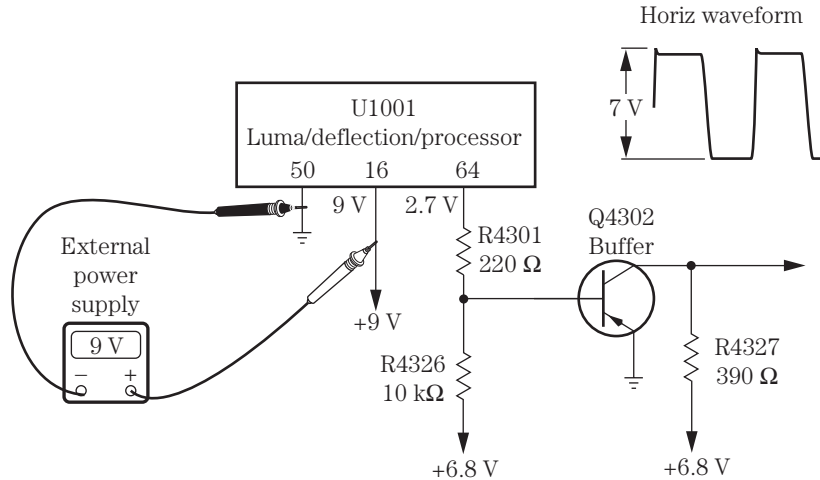 Horiz waveform
7 V
U1001
Luma/deflection/processor
50 16 64
9 V 2.7 V
Q4302
Buffer
R4301
220 Ω
External
power
supply
+9 V
9 V
− +
R4326
10 kΩ
R4327
390 Ω
+6.8 V
+6.8 V